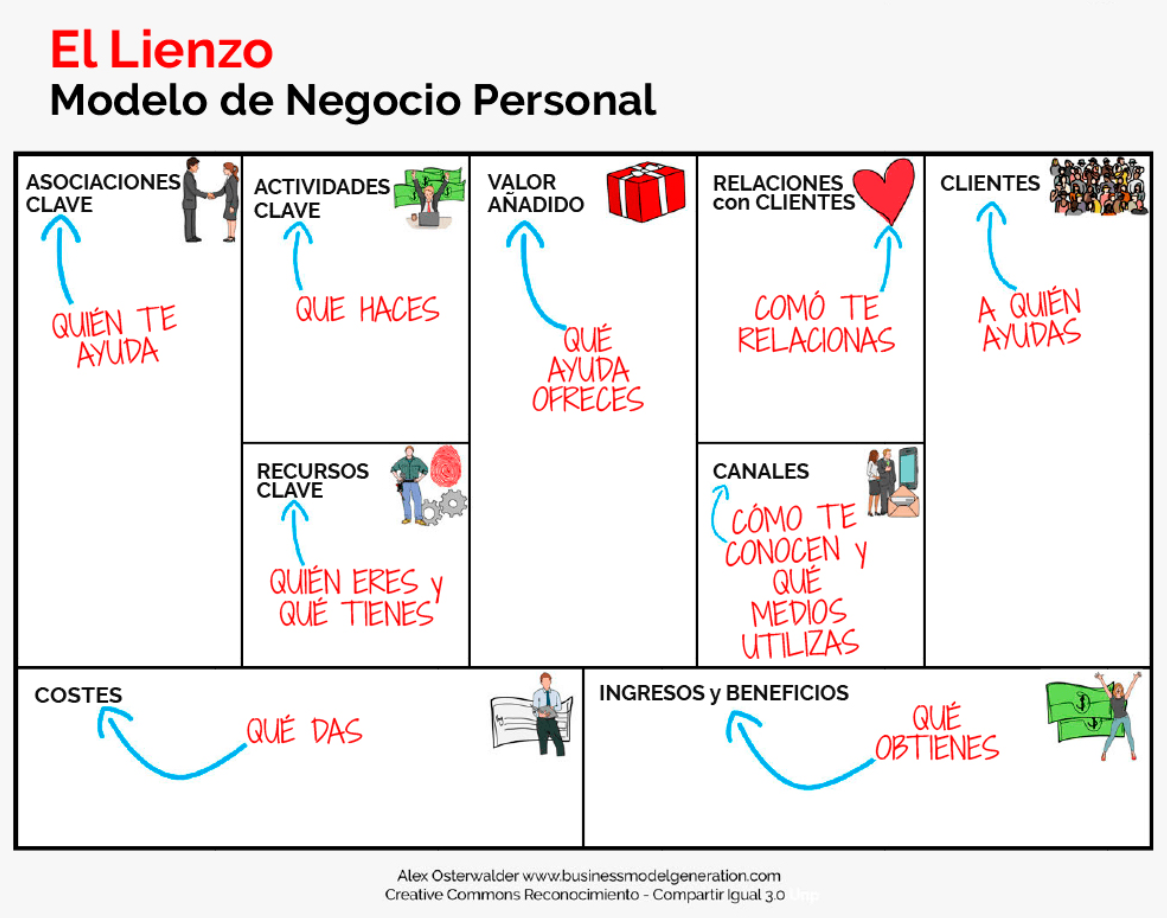 El Lienzo
Modelo de Negocio Personal
ASOCIACIONES
CLAVE
QUIÉN TE
AYUDA
ACTIVIDADES
CLAVE
QUE HACES
RECURSOS
CLAVE
QUIÉN ERES y
QUÉ TIENES
VALOR
AÑADIDO
QUÉ
AYUDA
OFRECES
RELACIONES
con CLIENTES
COMÓ TE
RELACIONAS
CANALES
CÓMO TE
CONOCEN y
QUÉ
MEDIOS
UTILIZAS
CLIENTES
A QUIÉN
AYUDAS
COSTES
QUÉ DAS
INGRESOS y BENEFICIOS
QUÉ
OBTIENES
Alex Osterwalder www.businessmodelgeneration.com
Creative Commons Reconocimiento - Compartir Igual 3.0 Unp